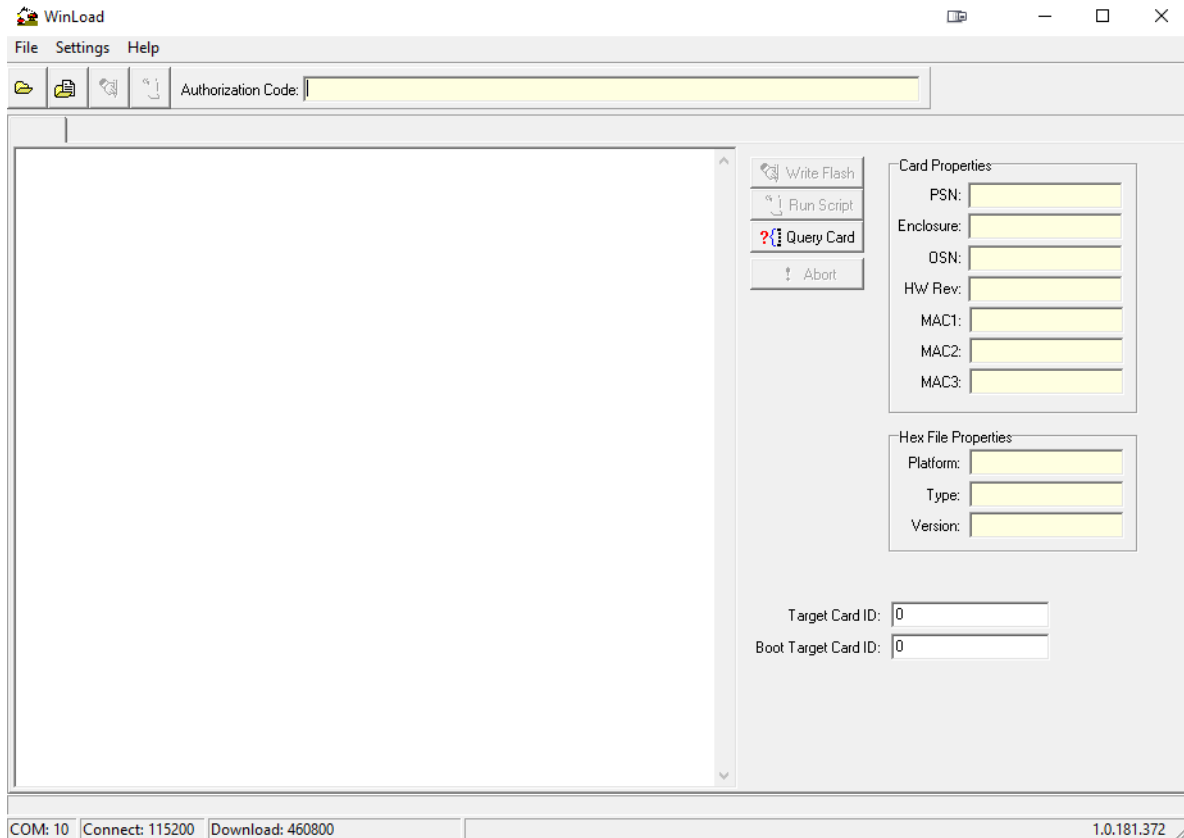 WinLoad
File Settings Help
Authorization Code:
Write Flash
Run Script
?{ Query Card
! Abort
Card Properties
PSN:
Enclosure:
OSN:
HW Rev:
MAC1:
MAC2:
MAC3:
Hex File Properties
Platform:
Type:
Version:
Target Card ID: 0
Boot Target Card ID: 0
COM: 10 Connect: 115200 Download: 460800 1.0.181.372